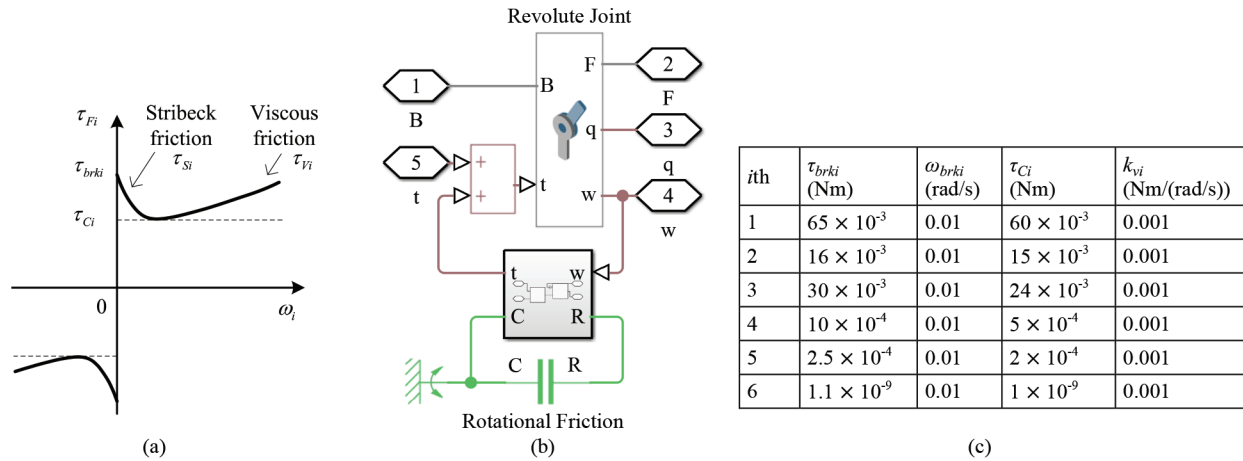 Stribeck
friction
τSi
Viscous
friction
τVi
τFi
τbrki
τCi
0
ωi
(a)
Revolute Joint
1
B
B
F
2
F
q
3
q
5
t
+
+
t
w
4
w
t
w
C
R
C
R
Rotational Friction
(b)
ith τbrki (Nm) ωbrki (rad/s) τCi (Nm) kvi (Nm/(rad/s))
1 65 × 10⁻³ 0.01 60 × 10⁻³ 0.001
2 16 × 10⁻³ 0.01 15 × 10⁻³ 0.001
3 30 × 10⁻³ 0.01 24 × 10⁻³ 0.001
4 10 × 10⁻⁴ 0.01 5 × 10⁻⁴ 0.001
5 2.5 × 10⁻⁴ 0.01 2 × 10⁻⁴ 0.001
6 1.1 × 10⁻⁹ 0.01 1 × 10⁻⁹ 0.001
(c)